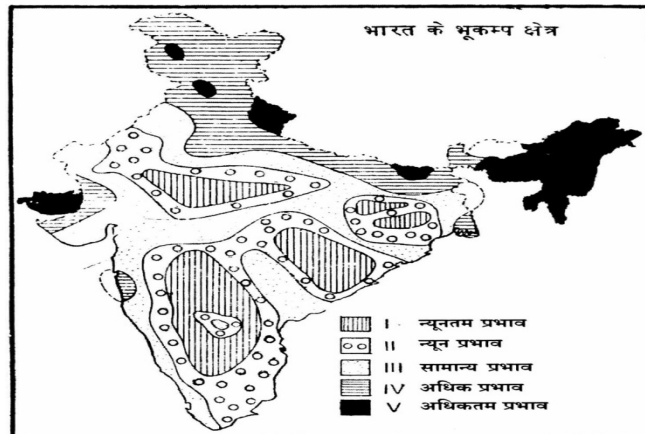 भारत के भूकम्प क्षेत्र
I न्यूनतम प्रभाव
II न्यून प्रभाव
III सामान्य प्रभाव
IV अधिक प्रभाव
V अधिकतम प्रभाव